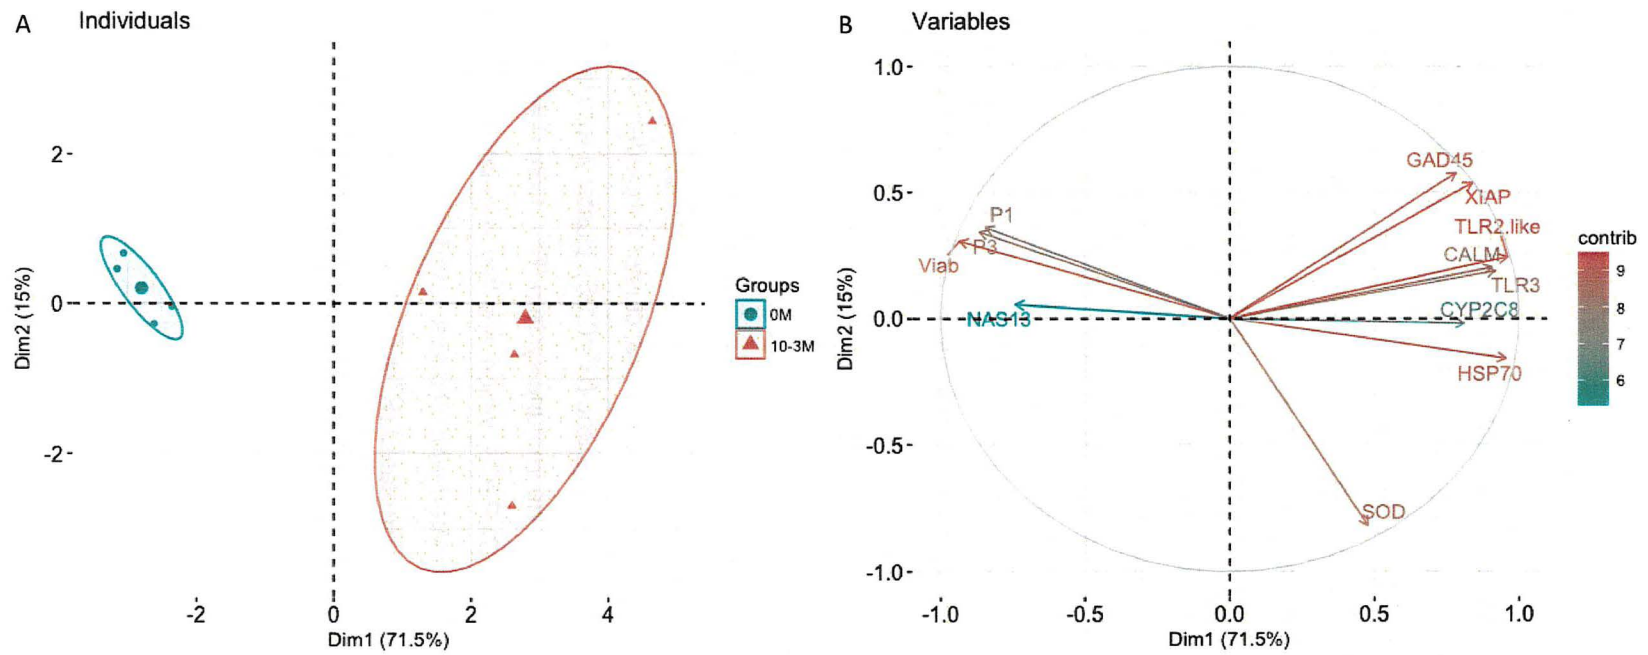 A Individuals
2
0
-2
Dim2 (15%)
-2 0 2 4
Dim1 (71.5%)
Groups
0M
10-3M
B Variables
1.0
0.5
0.0
-0.5
-1.0
Dim2 (15%)
GAD45
XiAP
TLR2.like
CALM
TLR3
CYP2C8
HSP70
SOD
P1
P3
Viab
NAS13
-1.0 -0.5 0.0 0.5 1.0
Dim1 (71.5%)
contrib
9
8
7
6